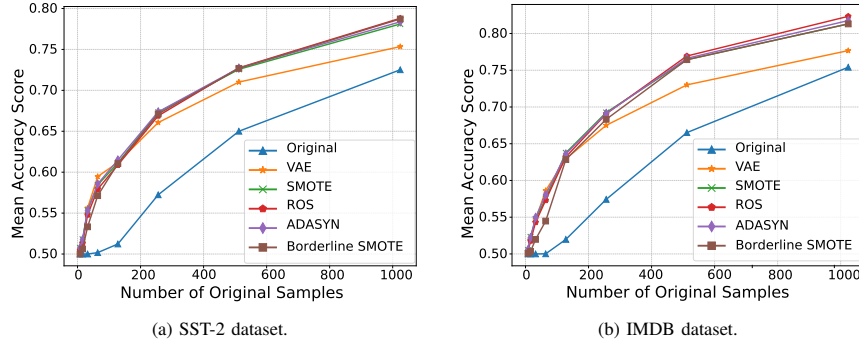 0.80
0.75
0.70
0.65
0.60
0.55
0.50
Mean Accuracy Score
Original
VAE
SMOTE
ROS
ADASYN
Borderline SMOTE
0 200 400 600 800 1000
Number of Original Samples
(a) SST-2 dataset.
0.80
0.75
0.70
0.65
0.60
0.55
0.50
Mean Accuracy Score
Original
VAE
SMOTE
ROS
ADASYN
Borderline SMOTE
0 200 400 600 800 1000
Number of Original Samples
(b) IMDB dataset.